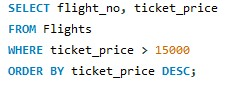 SELECT flight_no, ticket_price
FROM Flights
WHERE ticket_price > 15000
ORDER BY ticket_price DESC;